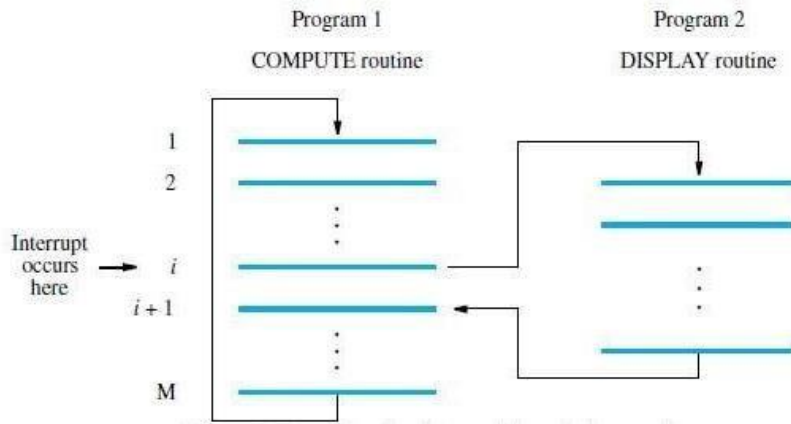 Program 1
Program 2
COMPUTE routine
DISPLAY routine
1
2
Interrupt
occurs
here
i
i + 1
M